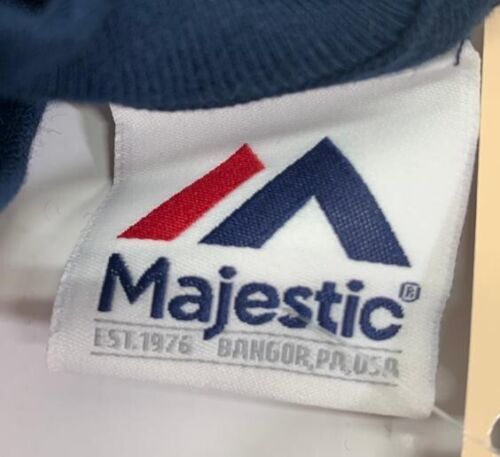 Majestic®
EST.1976 BANGOR, PA, USA